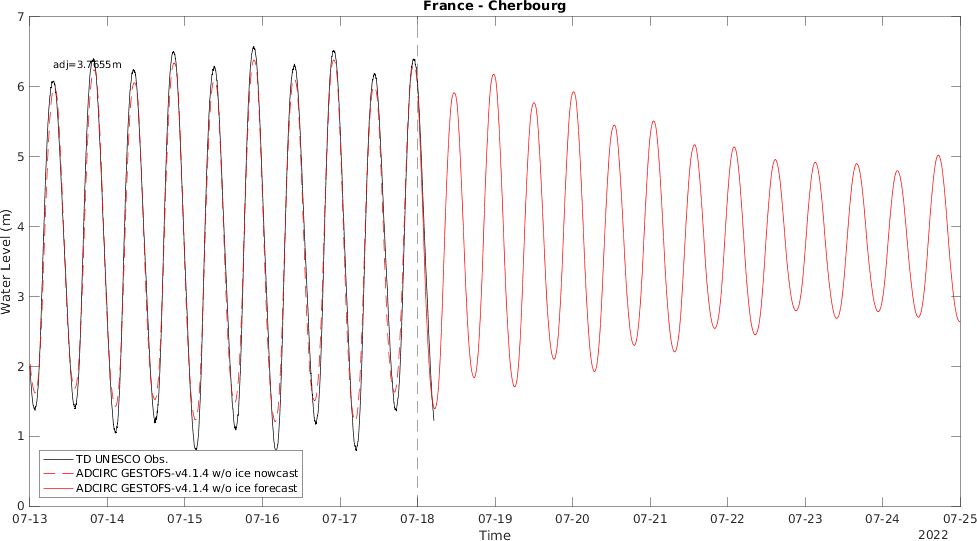 France - Cherbourg
adj=3.7655m
7
6
5
4
3
2
1
0
Water Level (m)
TD UNESCO Obs.
ADCIRC GESTOFS-v4.1.4 w/o ice nowcast
ADCIRC GESTOFS-v4.1.4 w/o ice forecast
07-13 07-14 07-15 07-16 07-17 07-18 07-19 07-20 07-21 07-22 07-23 07-24 07-25
Time
2022